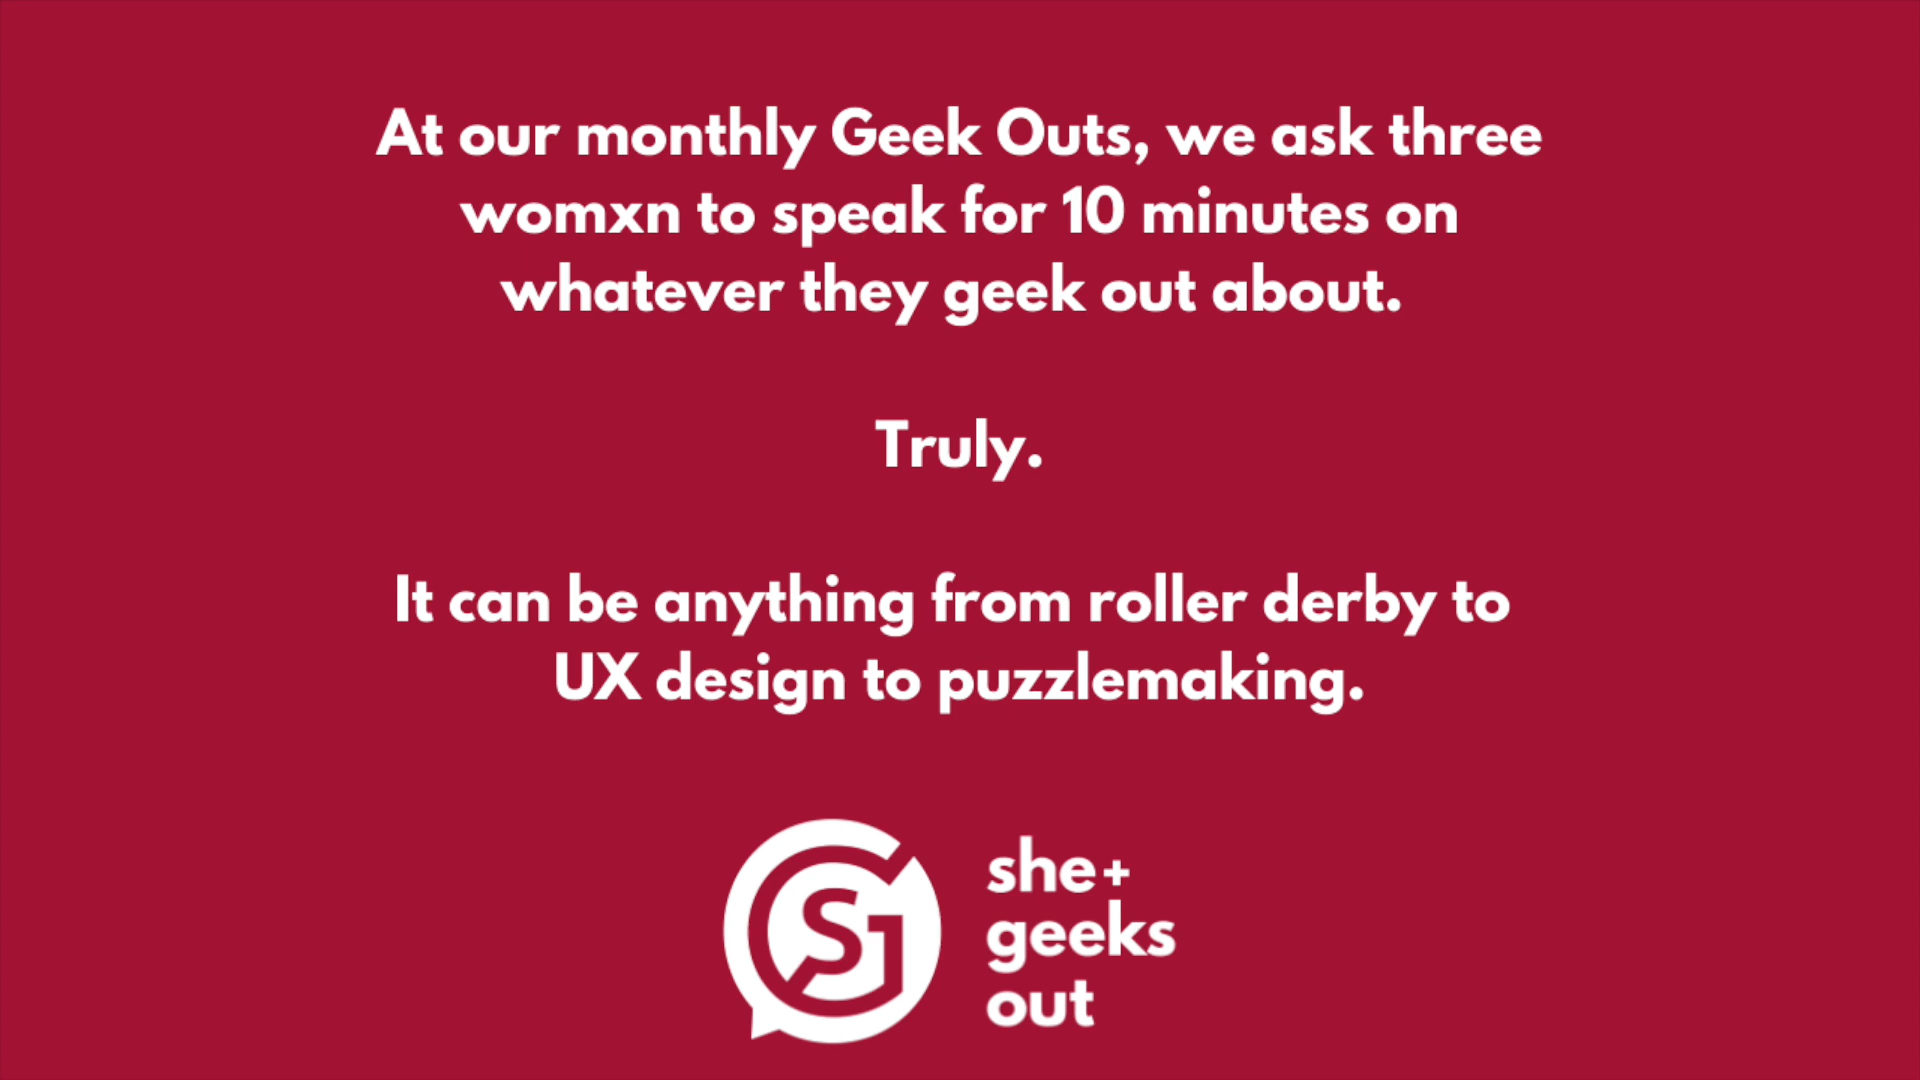 At our monthly Geek Outs, we ask three
womxn to speak for 10 minutes on
whatever they geek out about.
Truly.
It can be anything from roller derby to
UX design to puzzlemaking.
SG
she+
geeks
out